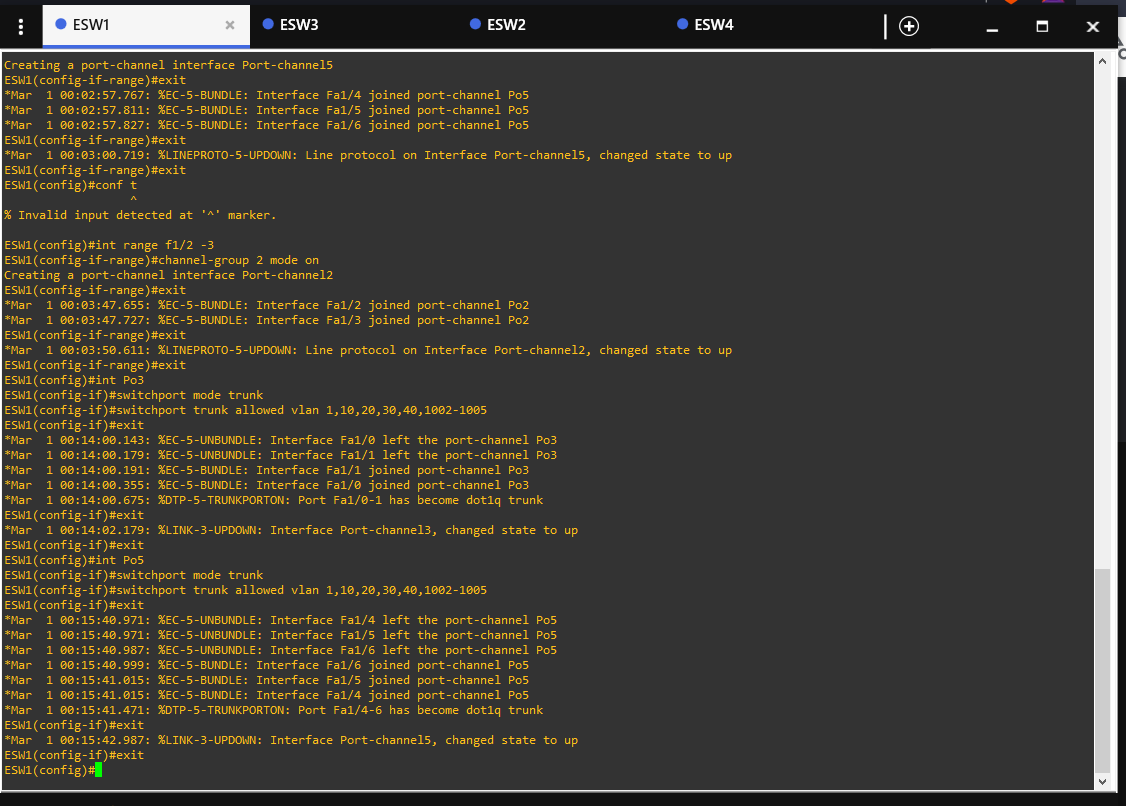 ESW1 × ESW3 ESW2 ESW4
Creating a port-channel interface Port-channel5
ESW1(config-if-range)#exit
*Mar  1 00:02:57.767: %EC-5-BUNDLE: Interface Fa1/4 joined port-channel Po5
*Mar  1 00:02:57.811: %EC-5-BUNDLE: Interface Fa1/5 joined port-channel Po5
*Mar  1 00:02:57.827: %EC-5-BUNDLE: Interface Fa1/6 joined port-channel Po5
ESW1(config-if-range)#exit
*Mar  1 00:03:00.719: %LINEPROTO-5-UPDOWN: Line protocol on Interface Port-channel5, changed state to up
ESW1(config-if-range)#exit
ESW1(config)#conf t
^
% Invalid input detected at '^' marker.
ESW1(config)#int range f1/2 -3
ESW1(config-if-range)#channel-group 2 mode on
Creating a port-channel interface Port-channel2
ESW1(config-if-range)#exit
*Mar  1 00:03:47.655: %EC-5-BUNDLE: Interface Fa1/2 joined port-channel Po2
*Mar  1 00:03:47.727: %EC-5-BUNDLE: Interface Fa1/3 joined port-channel Po2
ESW1(config-if-range)#exit
*Mar  1 00:03:50.611: %LINEPROTO-5-UPDOWN: Line protocol on Interface Port-channel2, changed state to up
ESW1(config-if-range)#exit
ESW1(config)#int Po3
ESW1(config-if)#switchport mode trunk
ESW1(config-if)#switchport trunk allowed vlan 1,10,20,30,40,1002-1005
ESW1(config-if)#exit
*Mar  1 00:14:00.143: %EC-5-UNBUNDLE: Interface Fa1/0 left the port-channel Po3
*Mar  1 00:14:00.179: %EC-5-UNBUNDLE: Interface Fa1/1 left the port-channel Po3
*Mar  1 00:14:00.191: %EC-5-BUNDLE: Interface Fa1/1 joined port-channel Po3
*Mar  1 00:14:00.355: %EC-5-BUNDLE: Interface Fa1/0 joined port-channel Po3
*Mar  1 00:14:00.675: %DTP-5-TRUNKPORTON: Port Fa1/0-1 has become dot1q trunk
ESW1(config-if)#exit
*Mar  1 00:14:02.179: %LINK-3-UPDOWN: Interface Port-channel3, changed state to up
ESW1(config-if)#exit
ESW1(config)#int Po5
ESW1(config-if)#switchport mode trunk
ESW1(config-if)#switchport trunk allowed vlan 1,10,20,30,40,1002-1005
ESW1(config-if)#exit
*Mar  1 00:15:40.971: %EC-5-UNBUNDLE: Interface Fa1/4 left the port-channel Po5
*Mar  1 00:15:40.971: %EC-5-UNBUNDLE: Interface Fa1/5 left the port-channel Po5
*Mar  1 00:15:40.987: %EC-5-UNBUNDLE: Interface Fa1/6 left the port-channel Po5
*Mar  1 00:15:40.999: %EC-5-BUNDLE: Interface Fa1/6 joined port-channel Po5
*Mar  1 00:15:41.015: %EC-5-BUNDLE: Interface Fa1/5 joined port-channel Po5
*Mar  1 00:15:41.015: %EC-5-BUNDLE: Interface Fa1/4 joined port-channel Po5
*Mar  1 00:15:41.471: %DTP-5-TRUNKPORTON: Port Fa1/4-6 has become dot1q trunk
ESW1(config-if)#exit
*Mar  1 00:15:42.987: %LINK-3-UPDOWN: Interface Port-channel5, changed state to up
ESW1(config-if)#exit
ESW1(config)#